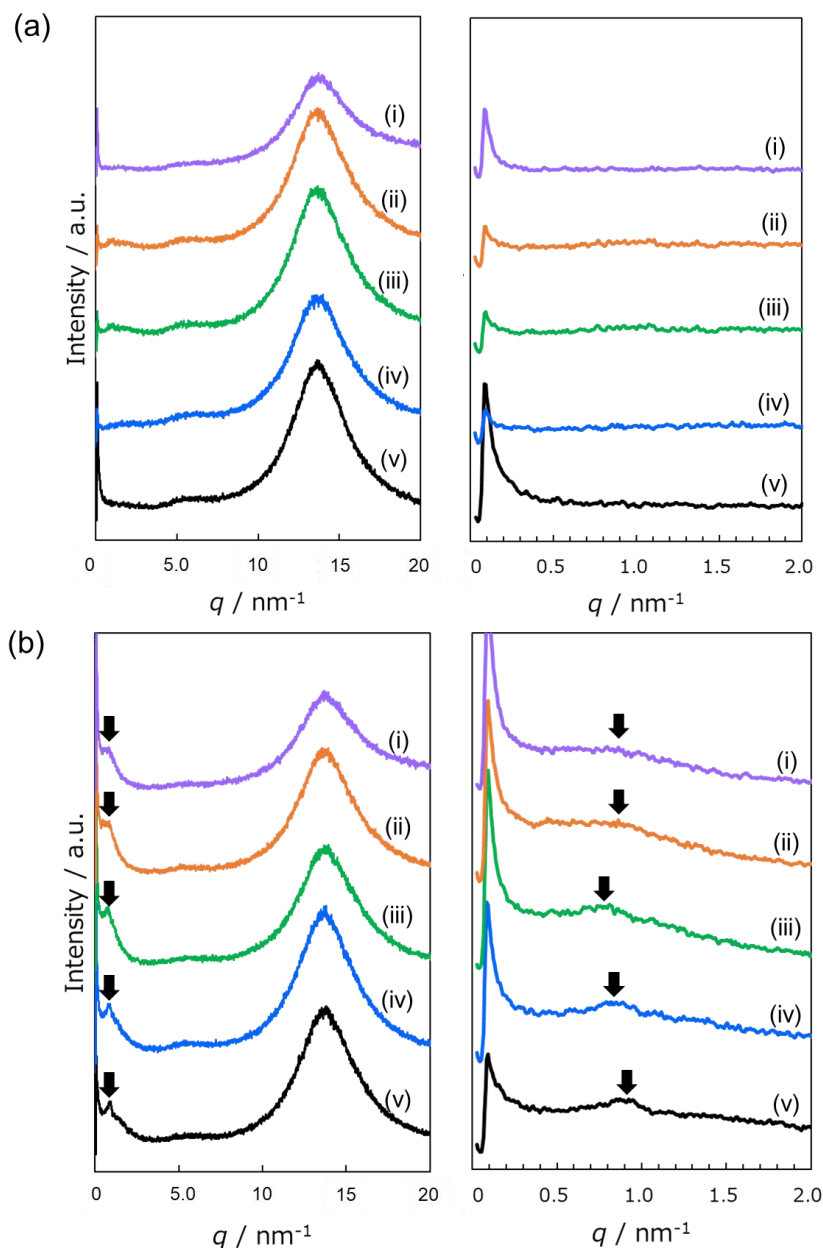 (a)
Intensity / a.u.
(i)
(ii)
(iii)
(iv)
(v)
0 5.0 10 15 20
q / nm⁻¹
(i)
(ii)
(iii)
(iv)
(v)
0 0.5 1.0 1.5 2.0
q / nm⁻¹
(b)
Intensity / a.u.
(i)
(ii)
(iii)
(iv)
(v)
0 5.0 10 15 20
q / nm⁻¹
(i)
(ii)
(iii)
(iv)
(v)
0 0.5 1.0 1.5 2.0
q / nm⁻¹